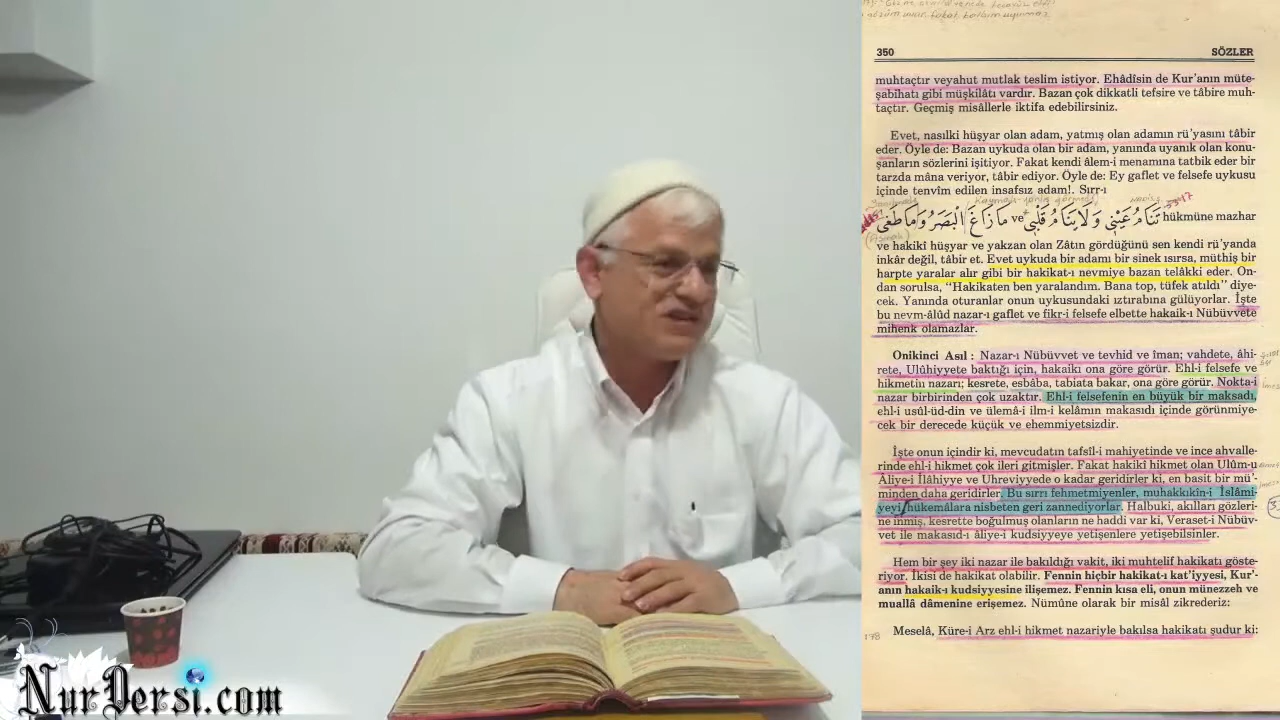 350 SÖZLER
muhtaçtır veyahut mutlak teslim istiyor. Ehâdîsin de Kur'anın müte-
şabihatı gibi müşkilâtı vardır. Bazan çok dikkatli tefsire ve tâbire muh-
taçtır. Geçmiş misâllerle iktifa edebilirsiniz.
Evet, nasılki hüşyar olan adam, yatmış olan adamın rü'yasını tâbir
eder. Öyle de: Bazan uykuda olan bir adam, yanında uyanık olan konu-
şanların sözlerini işitiyor. Fakat kendi âlem-i menamına tatbik eder bir
tarzda mâna veriyor, tâbir ediyor. Öyle de: Ey gaflet ve felsefe uykusu
içinde tenvîm edilen insafsız adam!. Sırr-ı
مَا زَاغَ الْبَصَرُ وَمَا طَغٰى ve تَنَامُ عَيْنٖى وَلَا يَنَامُ قَلْبٖى hükmüne mazhar
ve hakikî hüşyar ve yakzan olan Zâtın gördüğünü sen kendi rü'yanda
inkâr değil, tâbir et. Evet uykuda bir adamı bir sinek ısırsa, müthiş bir
harpte yaralar alır gibi bir hakikat-ı nevmiye bazan telâkki eder. On-
dan sorulsa, "Hakikaten ben yaralandım. Bana top, tüfek atıldı" diye-
cek. Yanında oturanlar onun uykusundaki ıztırabına gülüyorlar. İşte
bu nevm-âlûd nazar-ı gaflet ve fikr-i felsefe elbette hakaik-ı Nübüvvete
mihenk olamazlar.
Onikinci Asıl : Nazar-ı Nübüvvet ve tevhid ve îman; vahdete, âhi-
rete, Ulûhiyyete baktığı için, hakaikı ona göre görür. Ehl-i felsefe ve
hikmetin nazarı; kesrete, esbâba, tabiata bakar, ona göre görür. Nokta-i
nazar birbirinden çok uzaktır. Ehl-i felsefenin en büyük bir maksadı,
ehl-i usûl-üd-din ve ülemâ-i ilm-i kelâmın makasıdı içinde görünmiye-
cek bir derecede küçük ve ehemmiyetsizdir.
İşte onun içindir ki, mevcudatın tafsîl-i mahiyetinde ve ince ahvalle-
rinde ehl-i hikmet çok ileri gitmişler. Fakat hakikî hikmet olan Ulûm-u
Âliye-i İlâhiyye ve Uhreviyyede o kadar geridirler ki, en basit bir mü'-
minden daha geridirler. Bu sırrı fehmetmiyenler, muhakkıkîn-i İslâmi-
yeyi, hükemâlara nisbeten geri zannediyorlar. Halbuki, akılları gözleri-
ne inmiş, kesrette boğulmuş olanların ne haddi var ki, Veraset-i Nübüv-
vet ile makasıd-ı âliye-i kudsiyyeye yetişenlere yetişebilsinler.
Hem bir şey iki nazar ile bakıldığı vakit, iki muhtelif hakikatı göste-
riyor. İkisi de hakikat olabilir. Fennin hiçbir hakikat-ı kat'iyyesi, Kur'-
anın hakaik-ı kudsiyyesine ilişemez. Fennin kısa eli, onun münezzeh ve
muallâ dâmenine erişemez. Nümûne olarak bir misâl zikrederiz:
Meselâ, Küre-i Arz ehl-i hikmet nazariyle bakılsa hakikatı şudur ki:
NurDersi.com